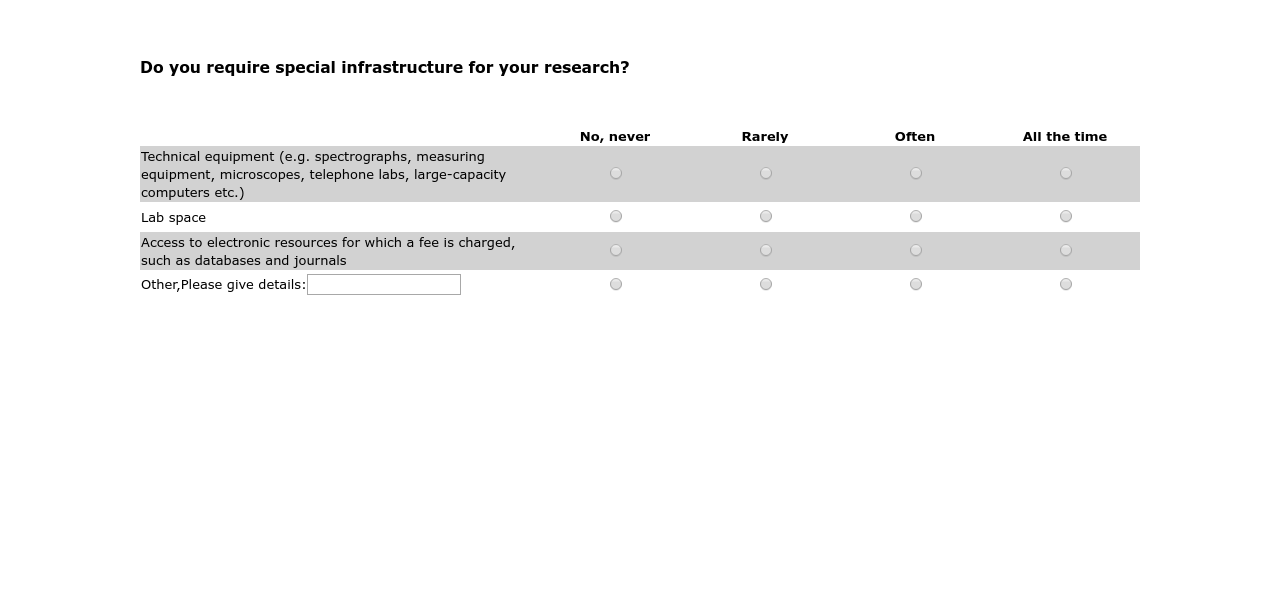 Do you require special infrastructure for your research?
No, never Rarely Often All the time
Technical equipment (e.g. spectrographs, measuring
equipment, microscopes, telephone labs, large-capacity
computers etc.)
Lab space
Access to electronic resources for which a fee is charged,
such as databases and journals
Other,Please give details: